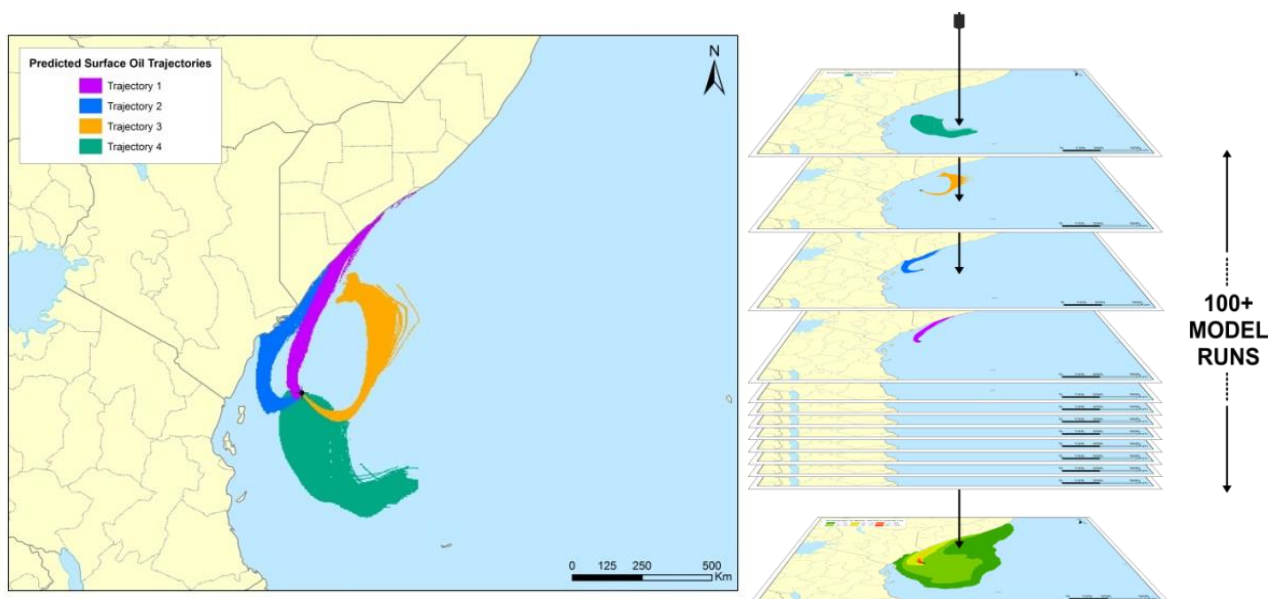 Predicted Surface Oil Trajectories
Trajectory 1
Trajectory 2
Trajectory 3
Trajectory 4
N
0 125 250 500
Km
100+
MODEL
RUNS